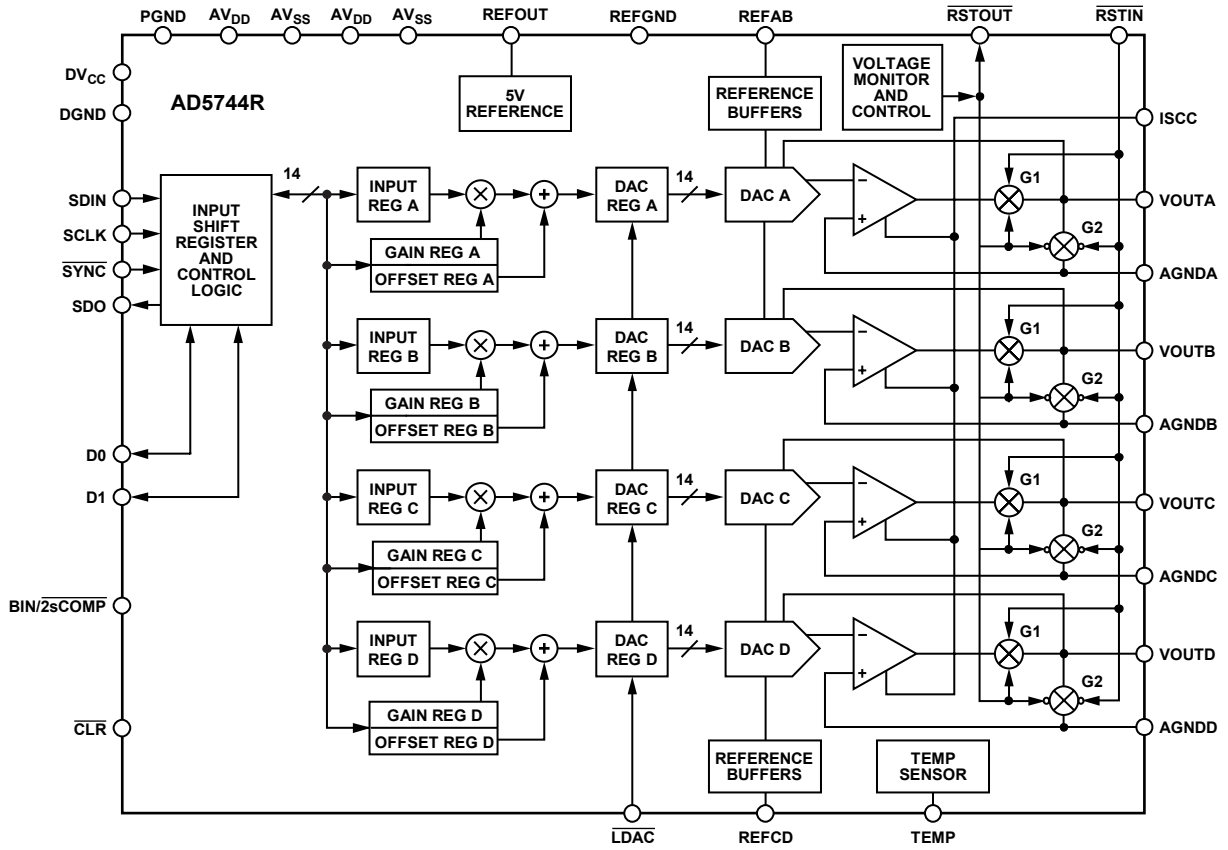 PGND AV_DD AV_SS AV_DD AV_SS REFOUT REFGND REFAB RSTOUT RSTIN
DV_CC
AD5744R
5V
REFERENCE
REFERENCE
BUFFERS
VOLTAGE
MONITOR
AND
CONTROL
DGND
ISCC
14
SDIN
SCLK
SYNC
SDO
INPUT
SHIFT
REGISTER
AND
CONTROL
LOGIC
INPUT
REG A
×
+
DAC
REG A
14
DAC A
−
+
G1
VOUTA
G2
GAIN REG A
OFFSET REG A
AGNDA
INPUT
REG B
×
+
DAC
REG B
14
DAC B
−
+
G1
VOUTB
G2
GAIN REG B
OFFSET REG B
AGNDB
D0
D1
INPUT
REG C
×
+
DAC
REG C
14
DAC C
−
+
G1
VOUTC
G2
GAIN REG C
OFFSET REG C
AGNDC
BIN/2sCOMP
INPUT
REG D
×
+
DAC
REG D
14
DAC D
−
+
G1
VOUTD
G2
GAIN REG D
OFFSET REG D
AGNDD
CLR
REFERENCE
BUFFERS
TEMP
SENSOR
LDAC REFCD TEMP